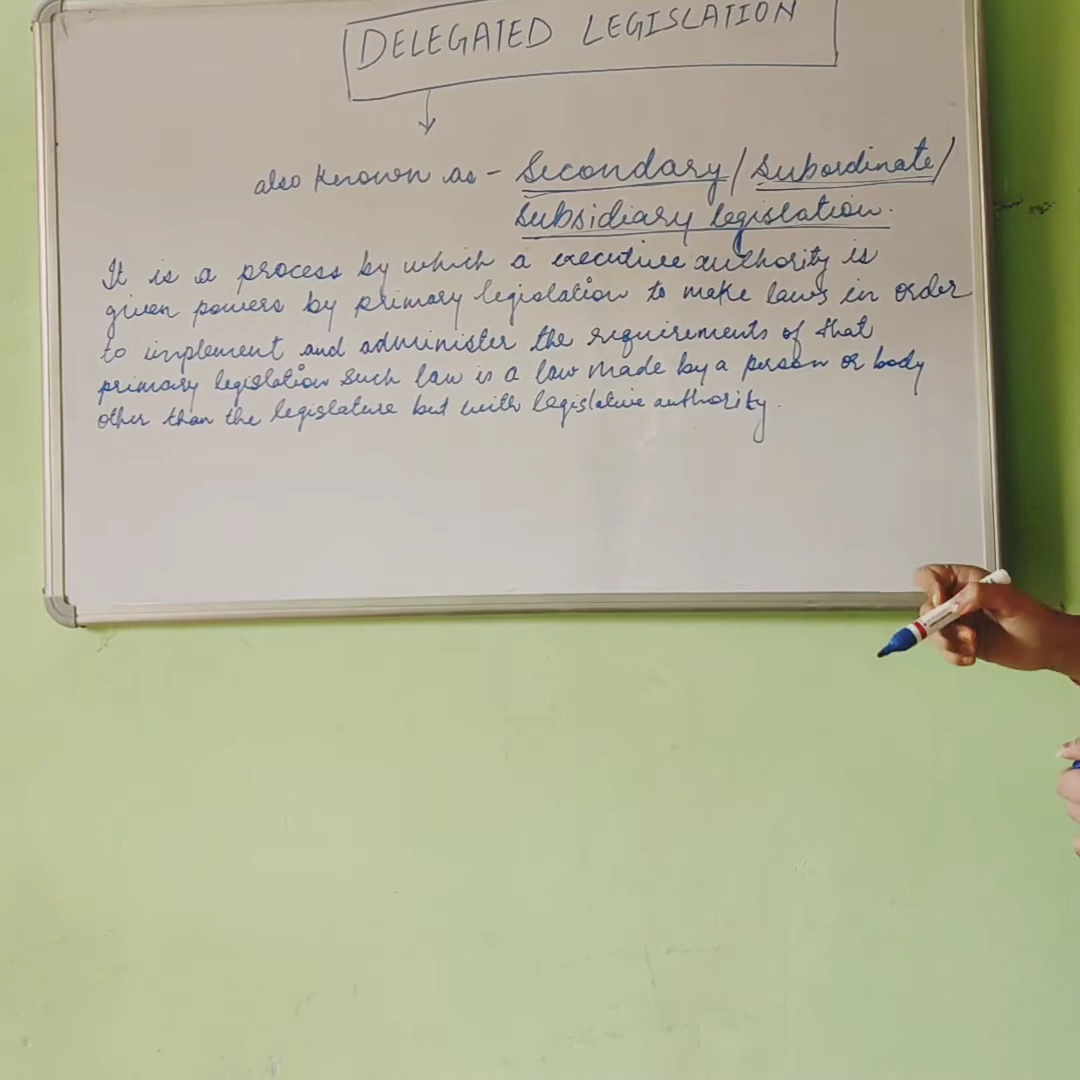 DELEGATED LEGISLATION
also known as - Secondary/Subordinate/
Subsidiary legislation.
It is a process by which a executive authority is
given powers by primary legislation to make laws in order
to implement and administer the requirements of that
primary legislation such law is a law made by a person or body
other than the legislature but with legislative authority.